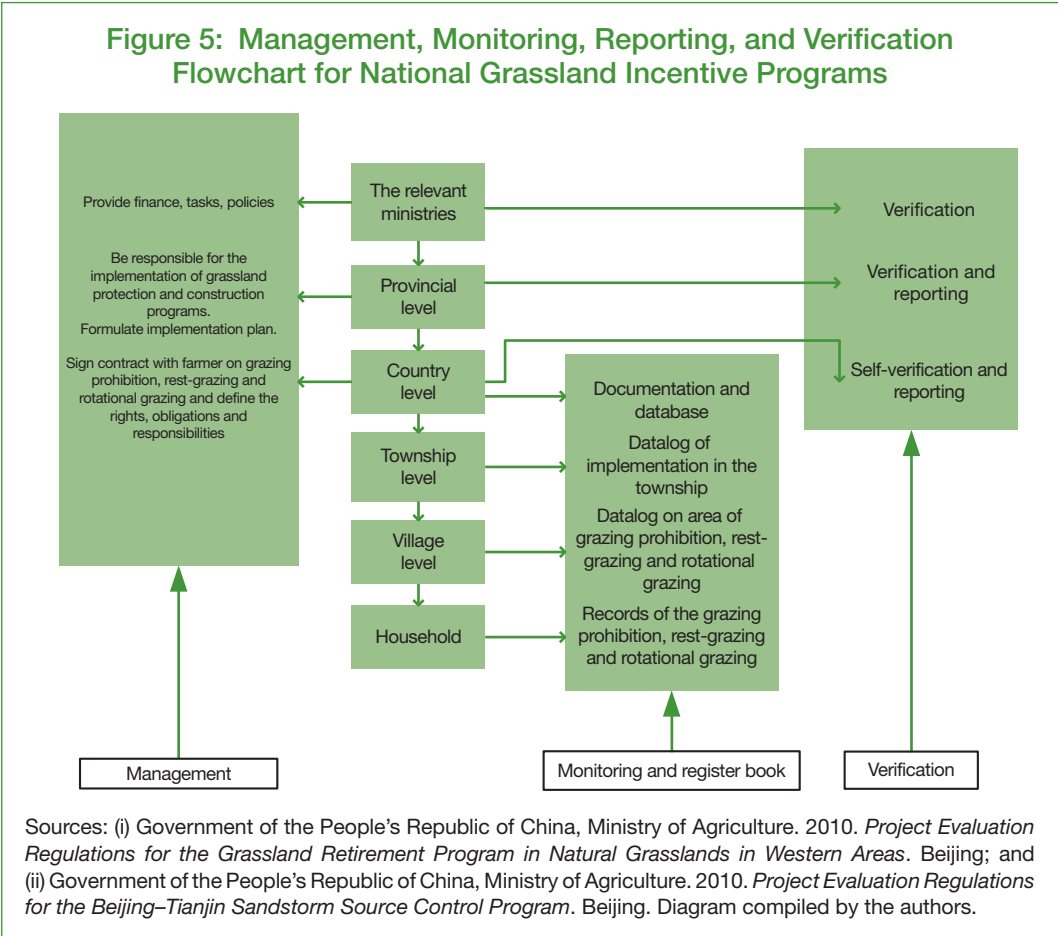 Figure 5: Management, Monitoring, Reporting, and Verification
Flowchart for National Grassland Incentive Programs
Provide finance, tasks, policies
Be responsible for the
implementation of grassland
protection and construction
programs.
Formulate implementation plan.
Sign contract with farmer on grazing
prohibition, rest-grazing and
rotational grazing and define the
rights, obligations and
responsibilities
The relevant
ministries
Provincial
level
Country
level
Township
level
Village
level
Household
Documentation and
database
Datalog of
implementation in the
township
Datalog on area of
grazing prohibition, rest-
grazing and rotational
grazing
Records of the grazing
prohibition, rest-grazing
and rotational grazing
Verification
Verification and
reporting
Self-verification and
reporting
Management
Monitoring and register book
Verification
Sources: (i) Government of the People's Republic of China, Ministry of Agriculture. 2010. Project Evaluation
Regulations for the Grassland Retirement Program in Natural Grasslands in Western Areas. Beijing; and
(ii) Government of the People's Republic of China, Ministry of Agriculture. 2010. Project Evaluation Regulations
for the Beijing–Tianjin Sandstorm Source Control Program. Beijing. Diagram compiled by the authors.